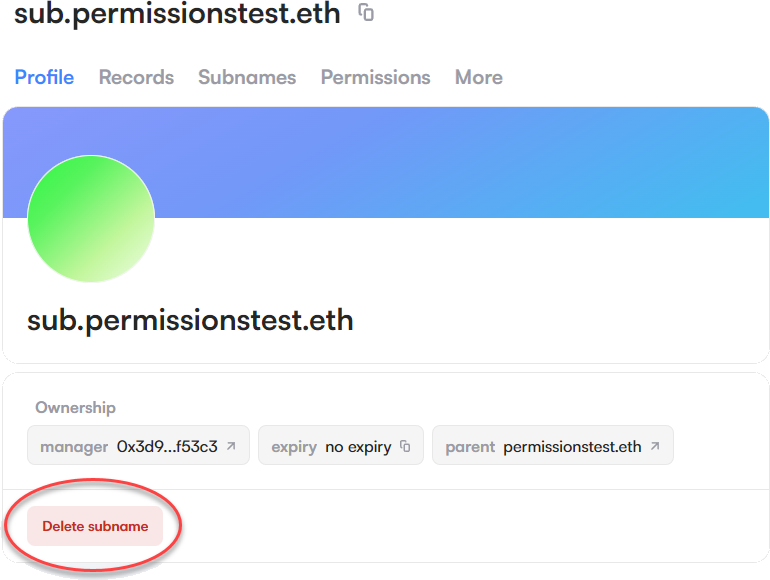 sub.permissionstest.eth
Profile Records Subnames Permissions More
sub.permissionstest.eth
Ownership
manager 0x3d9...f53c3 expiry no expiry parent permissionstest.eth
Delete subname